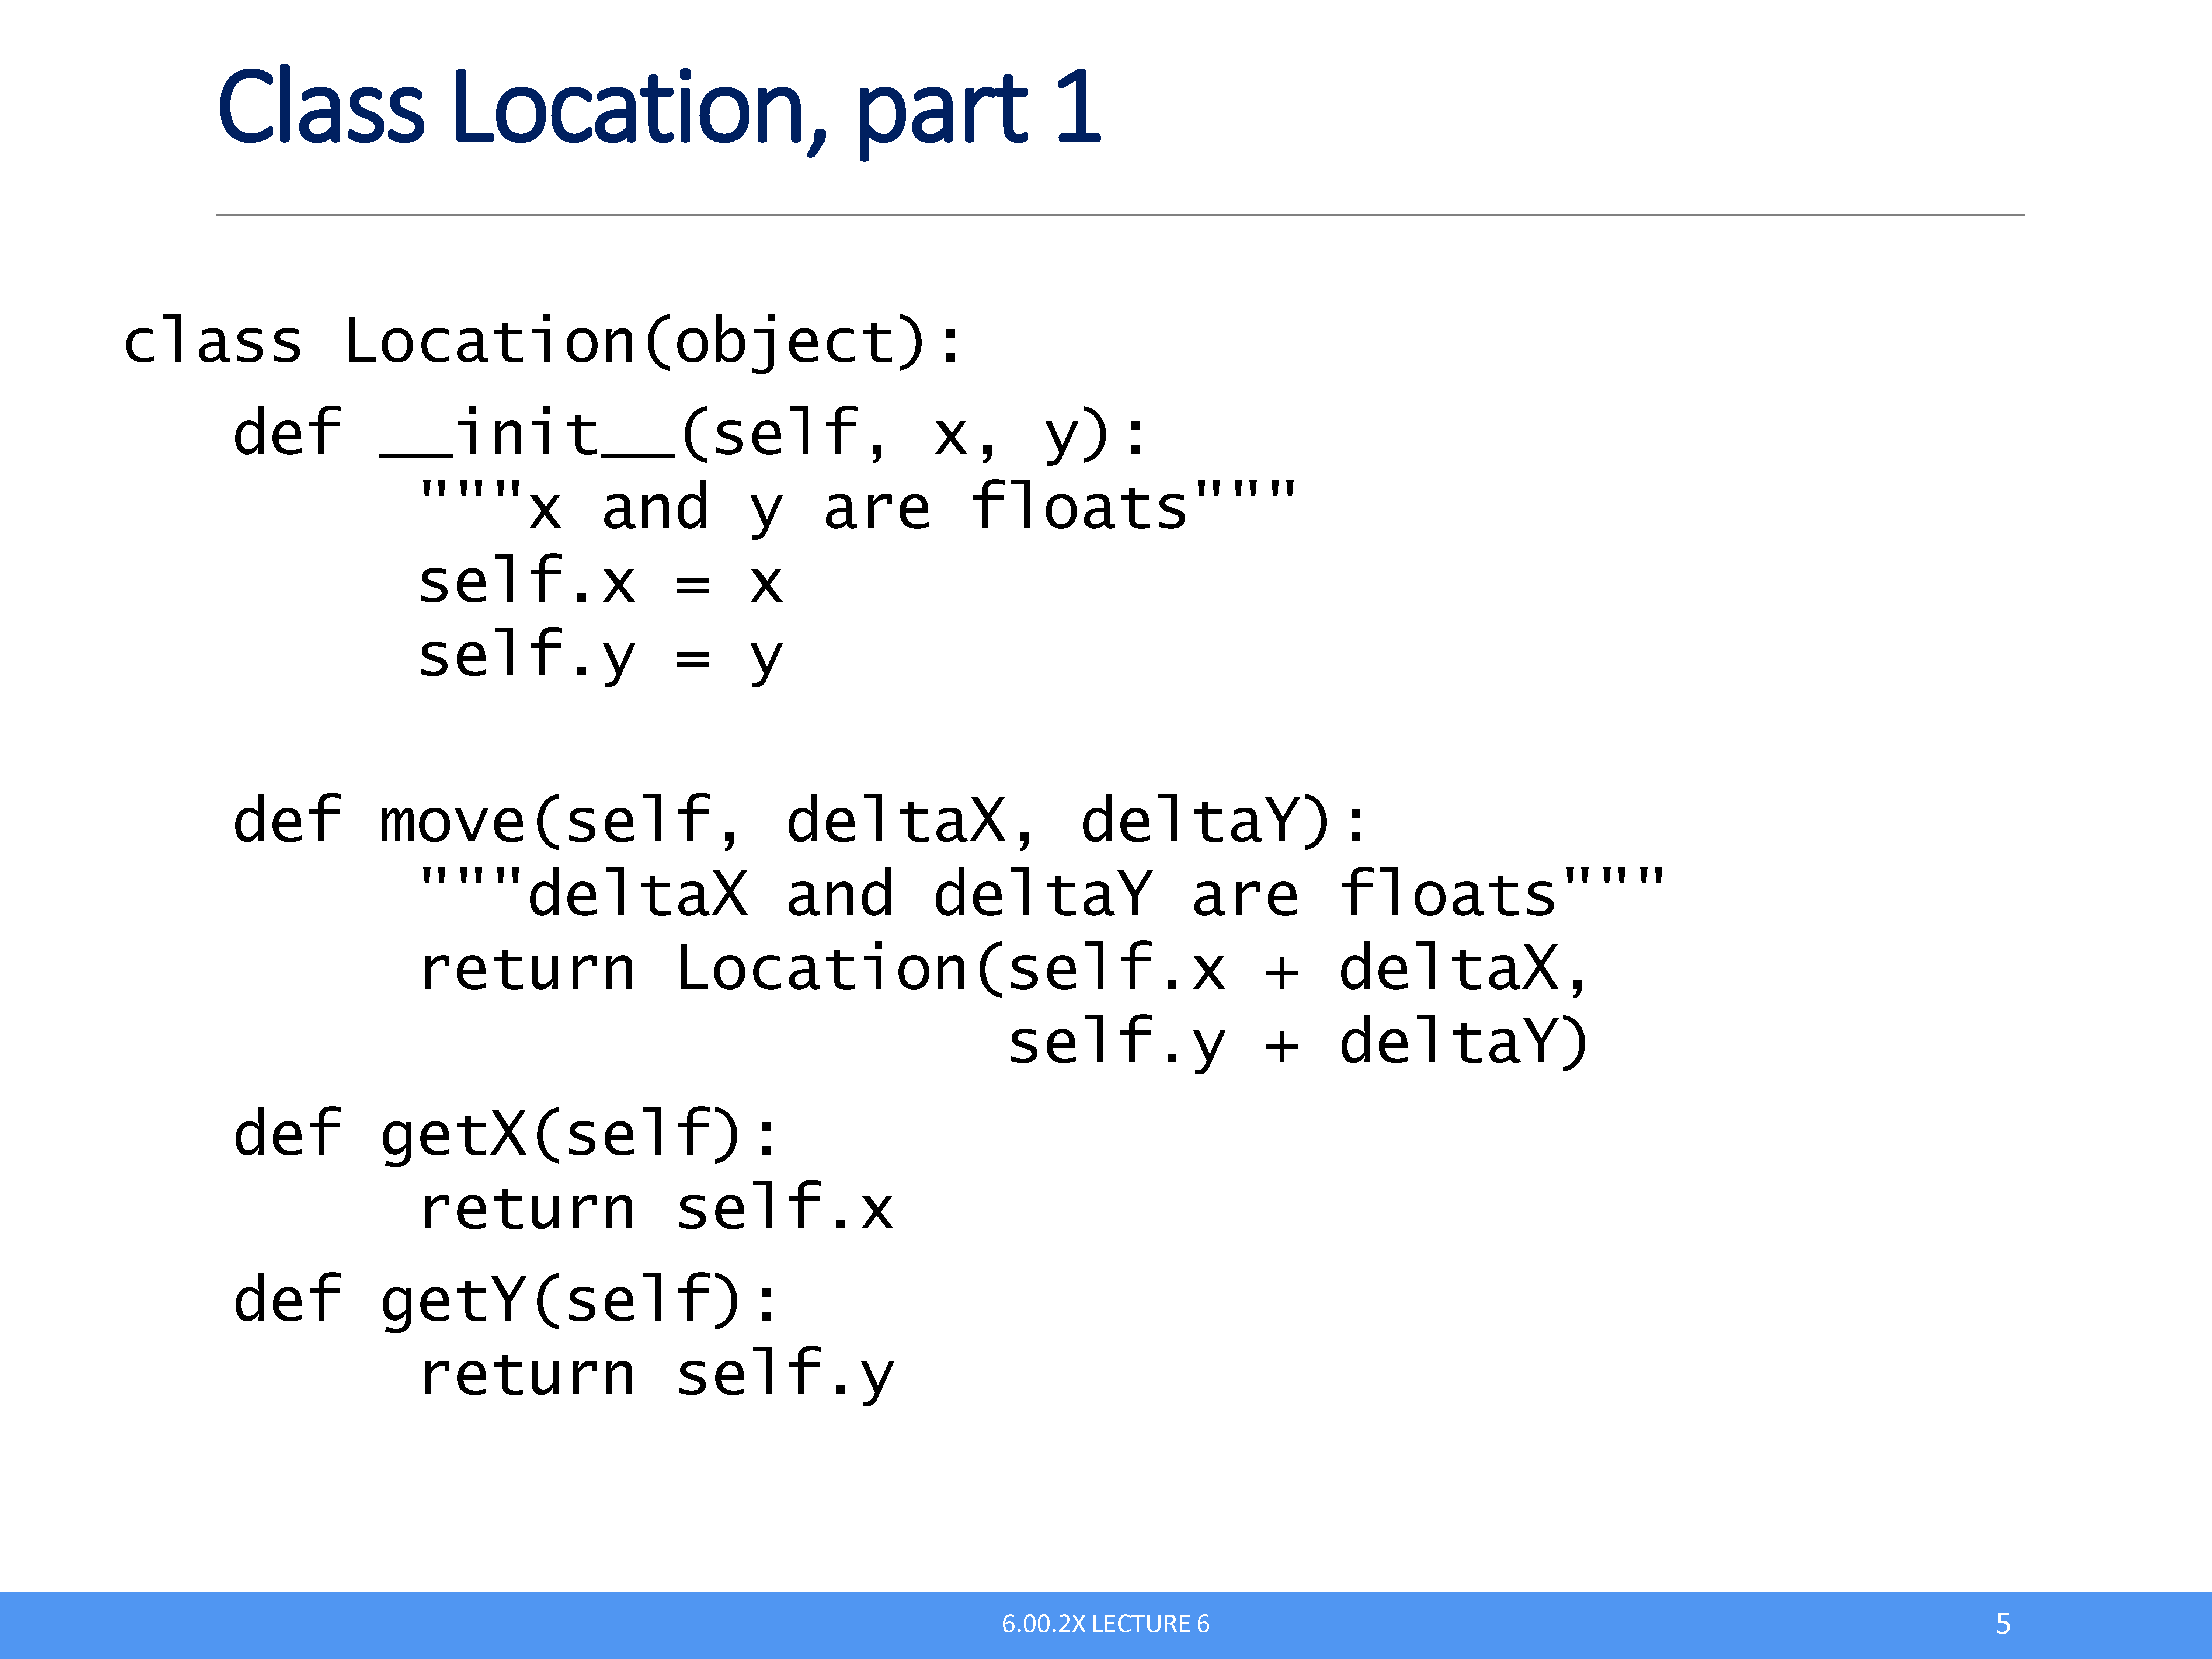 Class Location, part 1
class Location(object):
   def __init__(self, x, y):
        """x and y are floats"""
        self.x = x
        self.y = y
   def move(self, deltaX, deltaY):
        """deltaX and deltaY are floats"""
        return Location(self.x + deltaX,
                        self.y + deltaY)
   def getX(self):
        return self.x
   def getY(self):
        return self.y
6.00.2X LECTURE 6
5